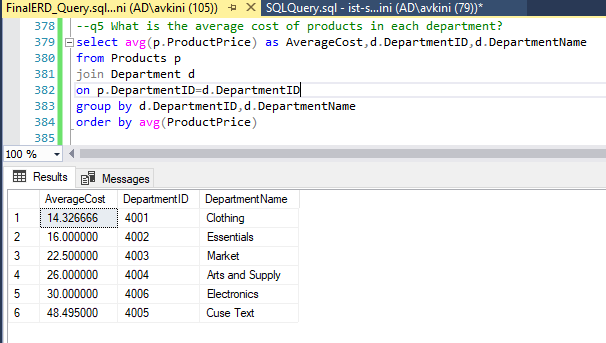 FinalERD_Query.sql...ini (AD\avkini (105)) SQLQuery.sql - ist-s...ini (AD\avkini (79))*
378 --q5 What is the average cost of products in each department?
379 select avg(p.ProductPrice) as AverageCost,d.DepartmentID,d.DepartmentName
380 from Products p
381 join Department d
382 on p.DepartmentID=d.DepartmentID
383 group by d.DepartmentID,d.DepartmentName
384 order by avg(ProductPrice)
385
100 %
Results Messages
AverageCost DepartmentID DepartmentName
1 14.326666 4001 Clothing
2 16.000000 4002 Essentials
3 22.500000 4003 Market
4 26.000000 4004 Arts and Supply
5 30.000000 4006 Electronics
6 48.495000 4005 Cuse Text